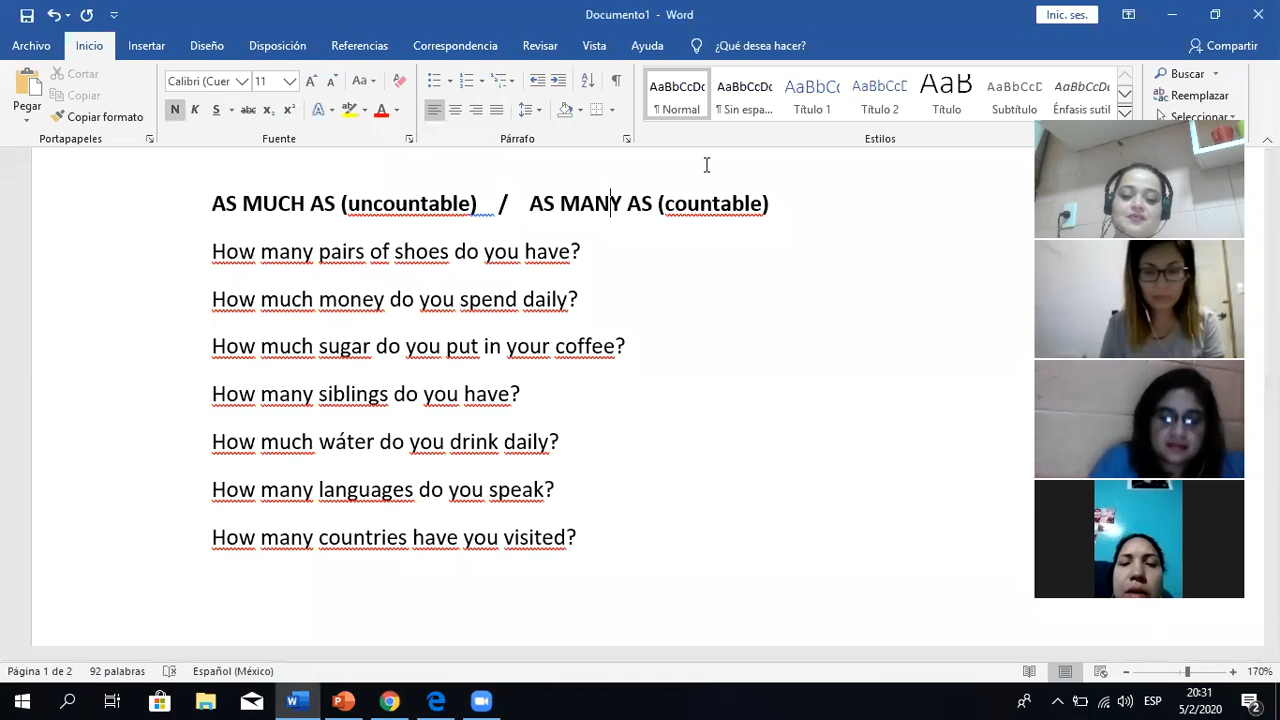 Documento1 - Word
Inic. ses.
Archivo Inicio Insertar Diseño Disposición Referencias Correspondencia Revisar Vista Ayuda ¿Qué desea hacer? Compartir
Pegar
Cortar
Copiar
Copiar formato
Portapapeles
Calibri (Cuer 11
Aa
N K S abc x₂ x²
A A
Fuente
Párrafo
AaBbCcDc AaBbCcDc AaBbCc AaBbCcD AaB AaBbCcD AaBbCcDc
¶ Normal ¶ Sin espa... Título 1 Título 2 Título Subtítulo Énfasis sutil
Estilos
Buscar
Reemplazar
Seleccionar
AS MUCH AS (uncountable) / AS MANY AS (countable)
How many pairs of shoes do you have?
How much money do you spend daily?
How much sugar do you put in your coffee?
How many siblings do you have?
How much wáter do you drink daily?
How many languages do you speak?
How many countries have you visited?
Página 1 de 2 92 palabras Español (México) 170%
ESP
20:31
5/2/2020
2